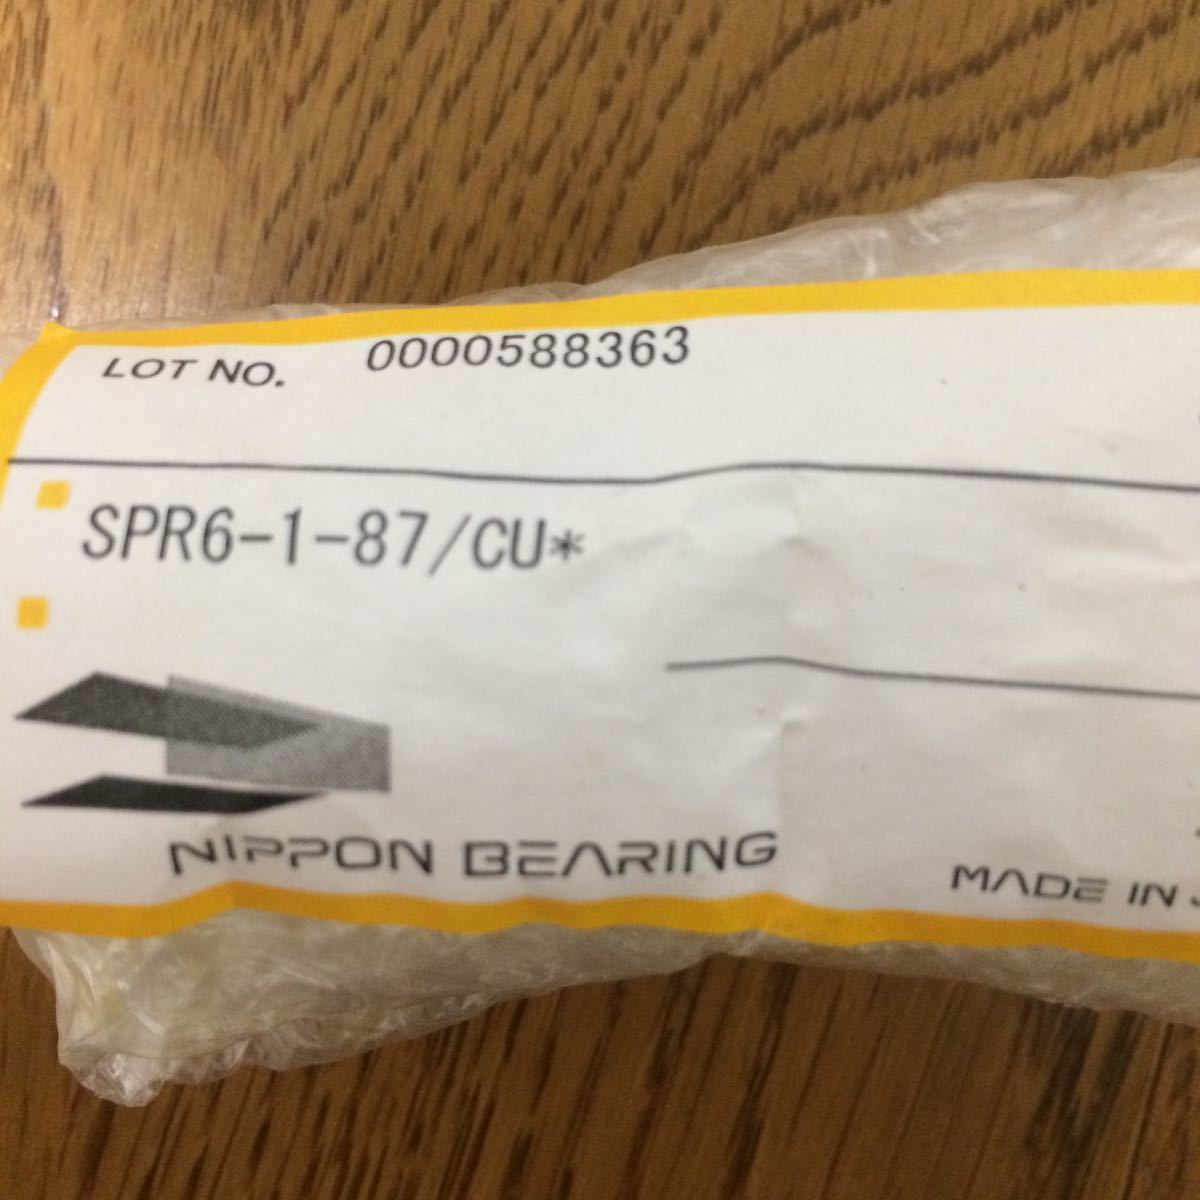 LOT NO. 0000588363
SPR6-1-87/CU*
NIPPON BEARING
MADE IN